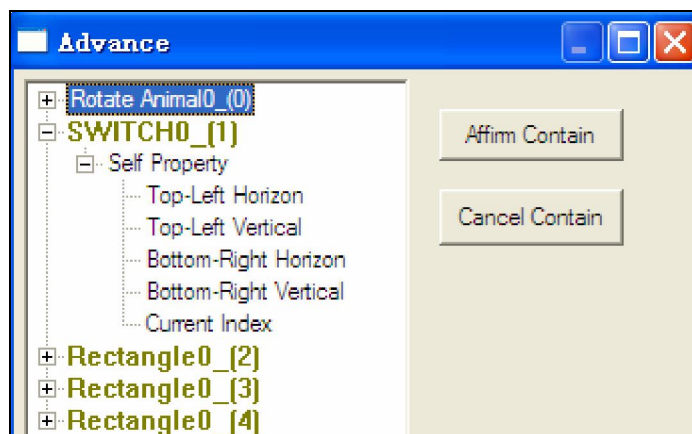 Advance
Rotate Animal0_(0)
SWITCH0_(1)
Self Property
Top-Left Horizon
Top-Left Vertical
Bottom-Right Horizon
Bottom-Right Vertical
Current Index
Rectangle0_(2)
Rectangle0_(3)
Rectangle0_(4)
Affirm Contain
Cancel Contain